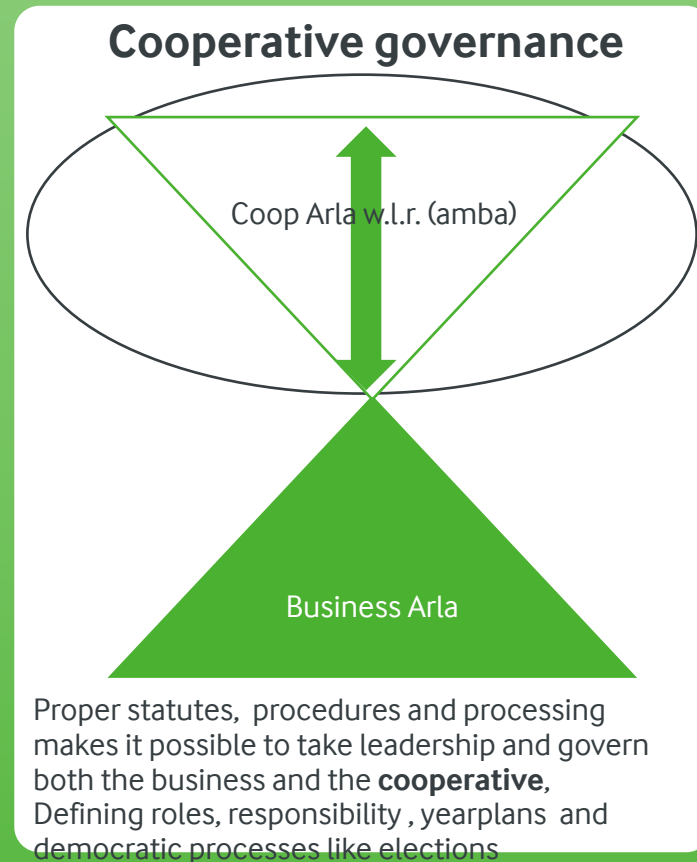 Cooperative governance
Coop Arla w.l.r. (amba)
Business Arla
Proper statutes,  procedures and processing
makes it possible to take leadership and govern
both the business and the cooperative,
Defining roles, responsibility , yearplans  and
democratic processes like elections